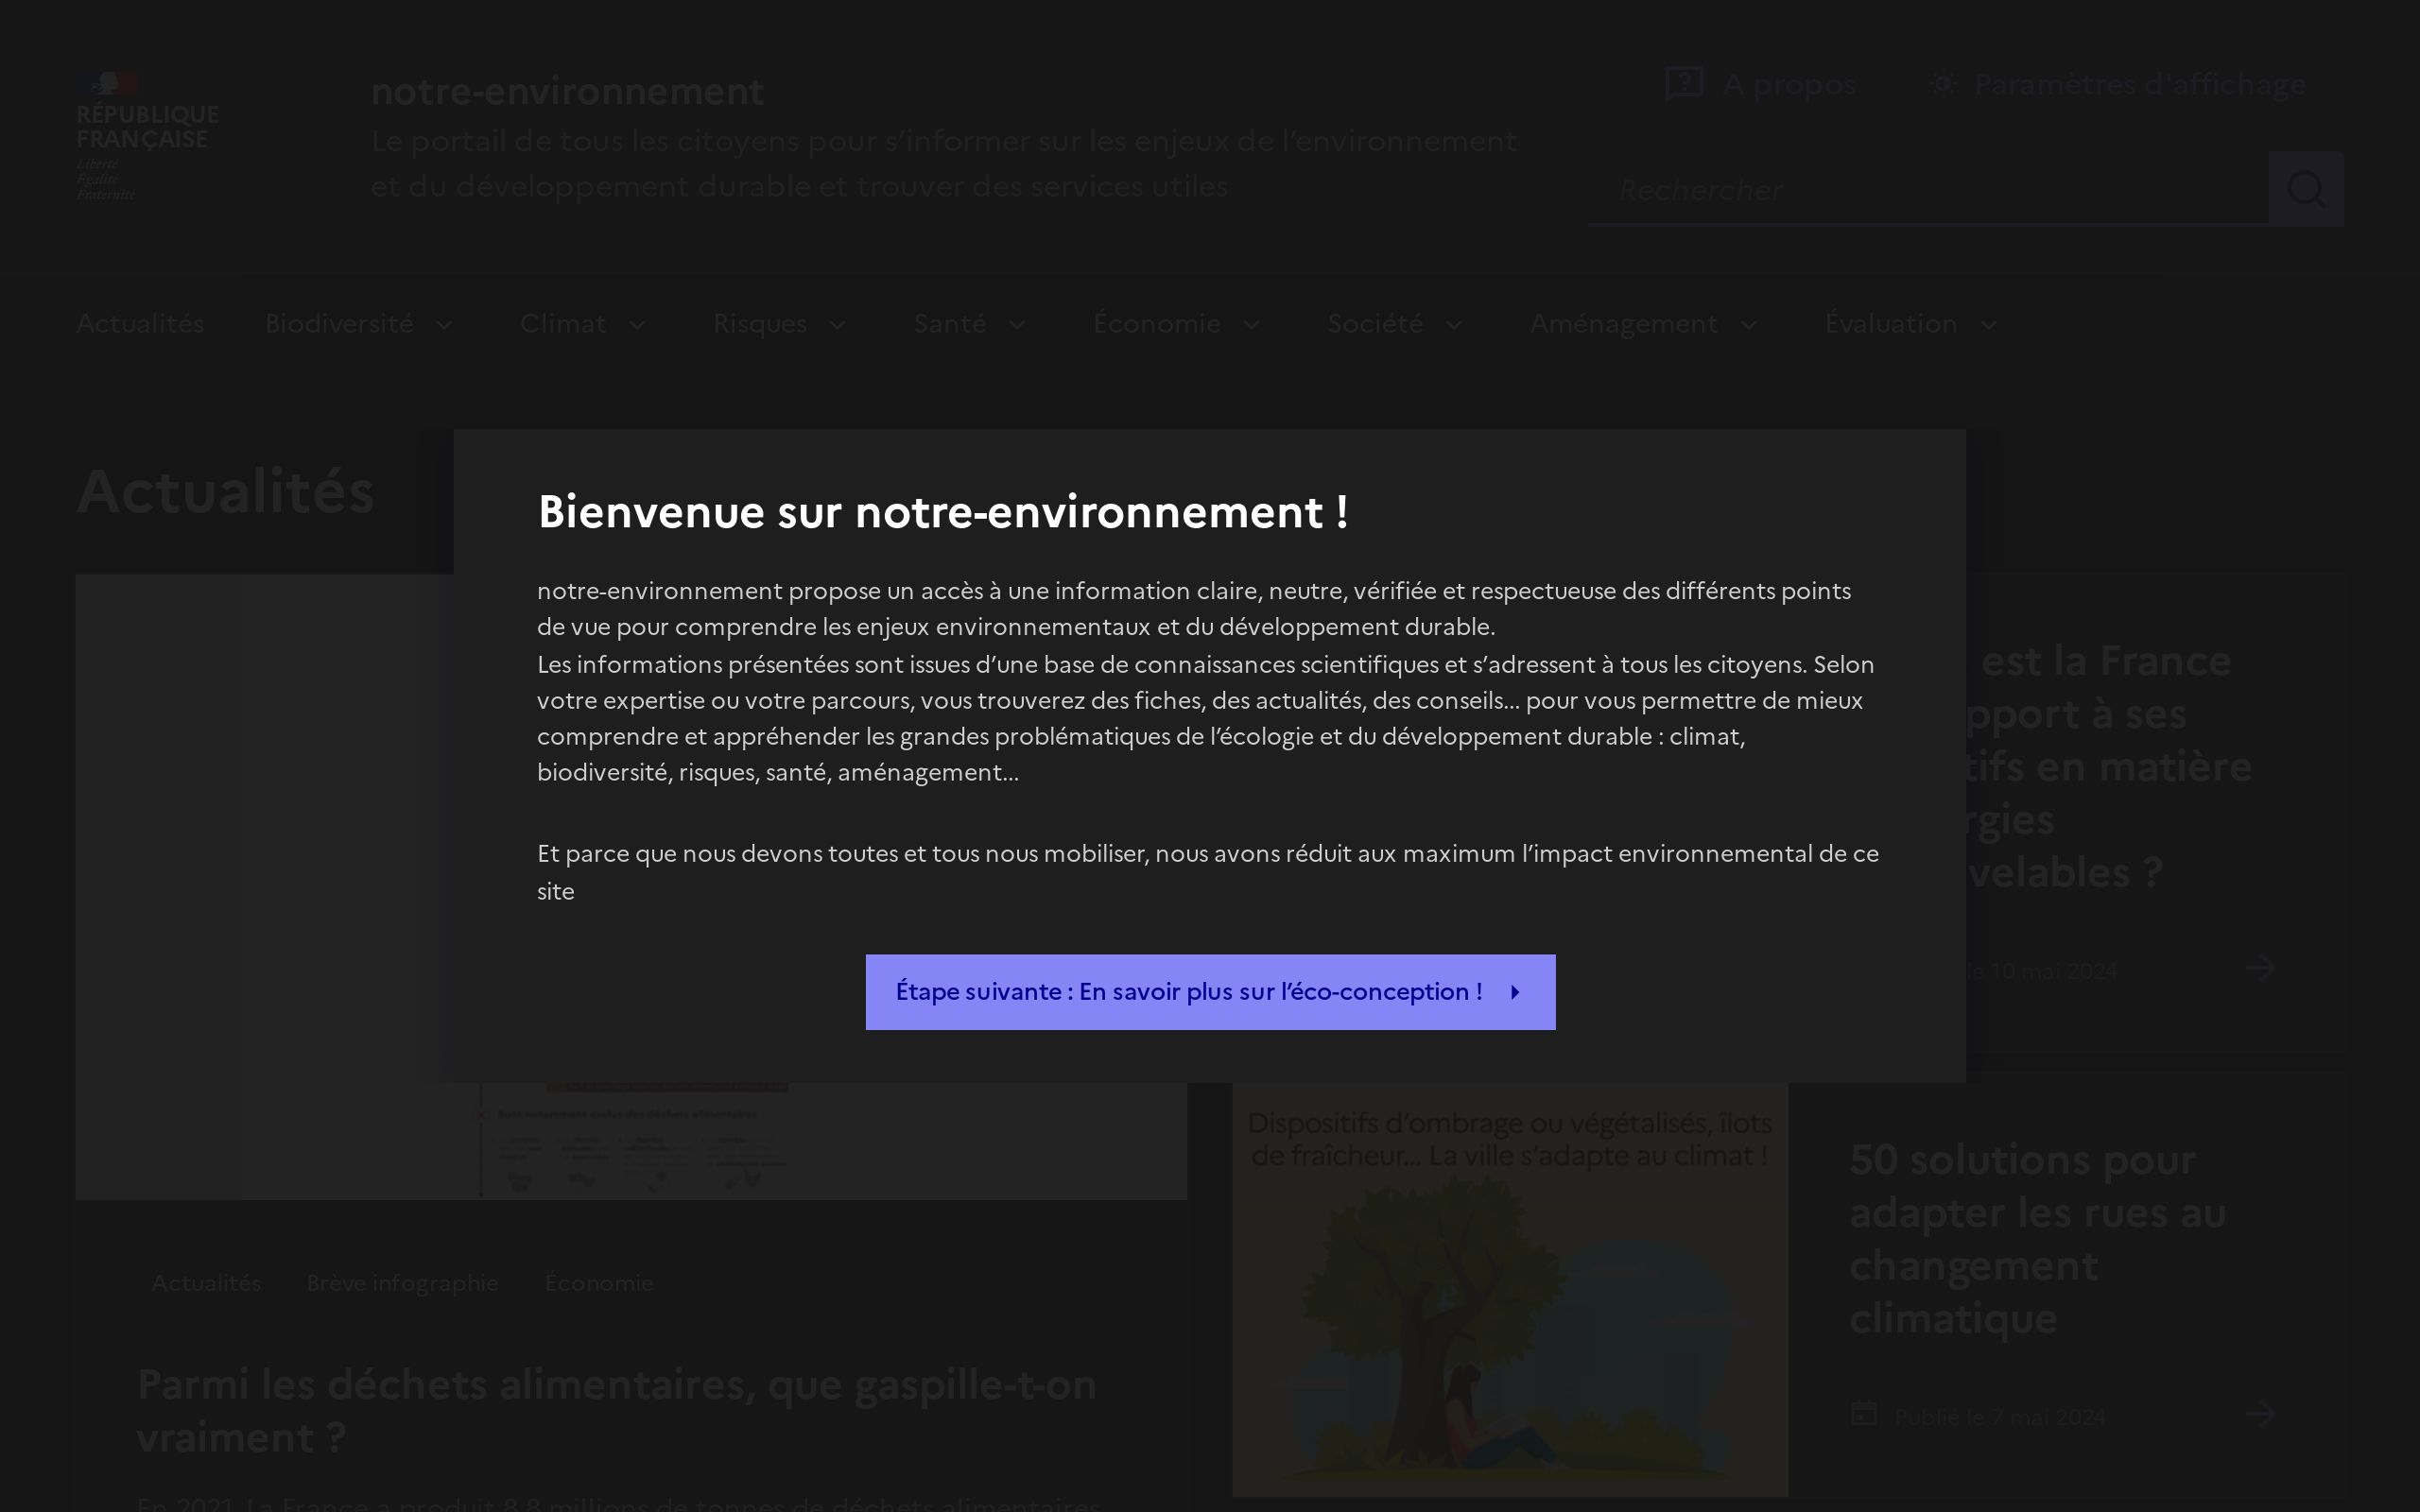 RÉPUBLIQUE
FRANÇAISE
Liberté
Égalité
Fraternité
notre-environnement
Le portail de tous les citoyens pour s’informer sur les enjeux de l’environnement
et du développement durable et trouver des services utiles
A propos
Paramètres d'affichage
Rechercher
Actualités
Biodiversité
Climat
Risques
Santé
Économie
Société
Aménagement
Évaluation
Actualités
Bienvenue sur notre-environnement !
notre-environnement propose un accès à une information claire, neutre, vérifiée et respectueuse des différents points
de vue pour comprendre les enjeux environnementaux et du développement durable.
Les informations présentées sont issues d’une base de connaissances scientifiques et s’adressent à tous les citoyens. Selon
votre expertise ou votre parcours, vous trouverez des fiches, des actualités, des conseils... pour vous permettre de mieux
comprendre et appréhender les grandes problématiques de l’écologie et du développement durable : climat,
biodiversité, risques, santé, aménagement...
Et parce que nous devons toutes et tous nous mobiliser, nous avons réduit aux maximum l’impact environnemental de ce
site
Étape suivante : En savoir plus sur l’éco-conception !
est la France
pport à ses
tifs en matière
rgies
velables ?
le 10 mai 2024
Sont notamment exclus des déchets alimentaires
Actualités
Brève infographie
Économie
Parmi les déchets alimentaires, que gaspille-t-on
vraiment ?
En 2021, La France a produit 8,8 millions de tonnes de déchets alimentaires
Dispositifs d’ombrage ou végétalisés, îlots
de fraîcheur... La ville s’adapte au climat !
50 solutions pour
adapter les rues au
changement
climatique
Publié le 7 mai 2024